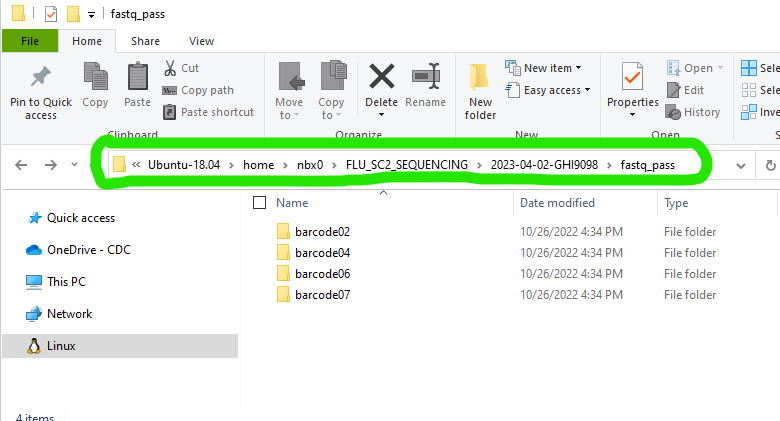 fastq_pass
File Home Share View
Pin to Quick access
Copy
Paste
Cut
Copy path
Paste shortcut
Clipboard
Move to
Copy to
Delete
Rename
Organize
New folder
New item
Easy access
New
Properties
Open
Edit
History
Open
Sele
Sele
Inve
« Ubuntu-18.04 > home > nbx0 > FLU_SC2_SEQUENCING > 2023-04-02-GHI9098 > fastq_pass
Name Date modified Type
Quick access
OneDrive - CDC
This PC
Network
Linux
barcode02 10/26/2022 4:34 PM File folder
barcode04 10/26/2022 4:34 PM File folder
barcode06 10/26/2022 4:34 PM File folder
barcode07 10/26/2022 4:34 PM File folder
4 items